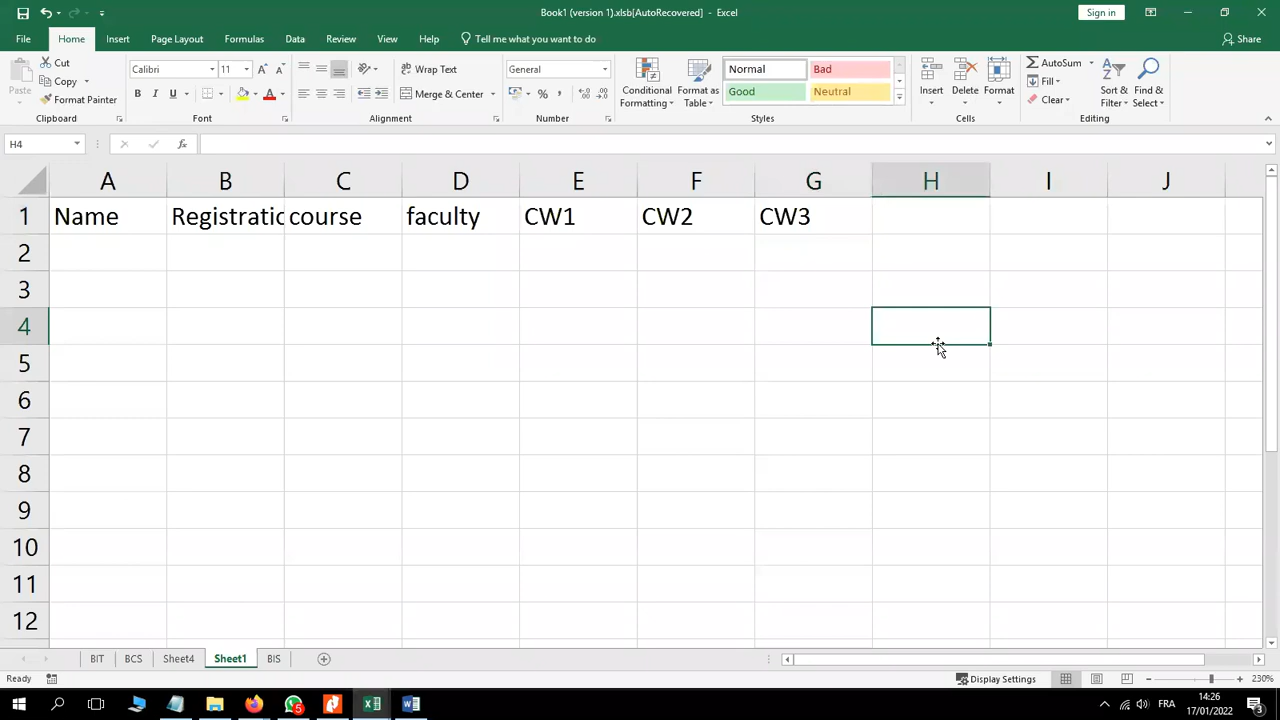 Book1 (version 1).xlsb[AutoRecovered] - Excel
Sign in
File Home Insert Page Layout Formulas Data Review View Help Tell me what you want to do Share
Paste
Cut
Copy
Format Painter
Clipboard
Calibri 11
B I U
Font
Wrap Text
Merge & Center
Alignment
General
Number
Conditional Formatting
Format as Table
Normal Bad
Good Neutral
Styles
Insert Delete Format
Cells
AutoSum
Fill
Clear
Sort & Filter
Find & Select
Editing
H4 fx
A B C D E F G H I J
1 Name Registratic course faculty CW1 CW2 CW3
2
3
4
5
6
7
8
9
10
11
12
BIT BCS Sheet4 Sheet1 BIS
Ready Display Settings 230%
5 FRA 14:26
17/01/2022 3